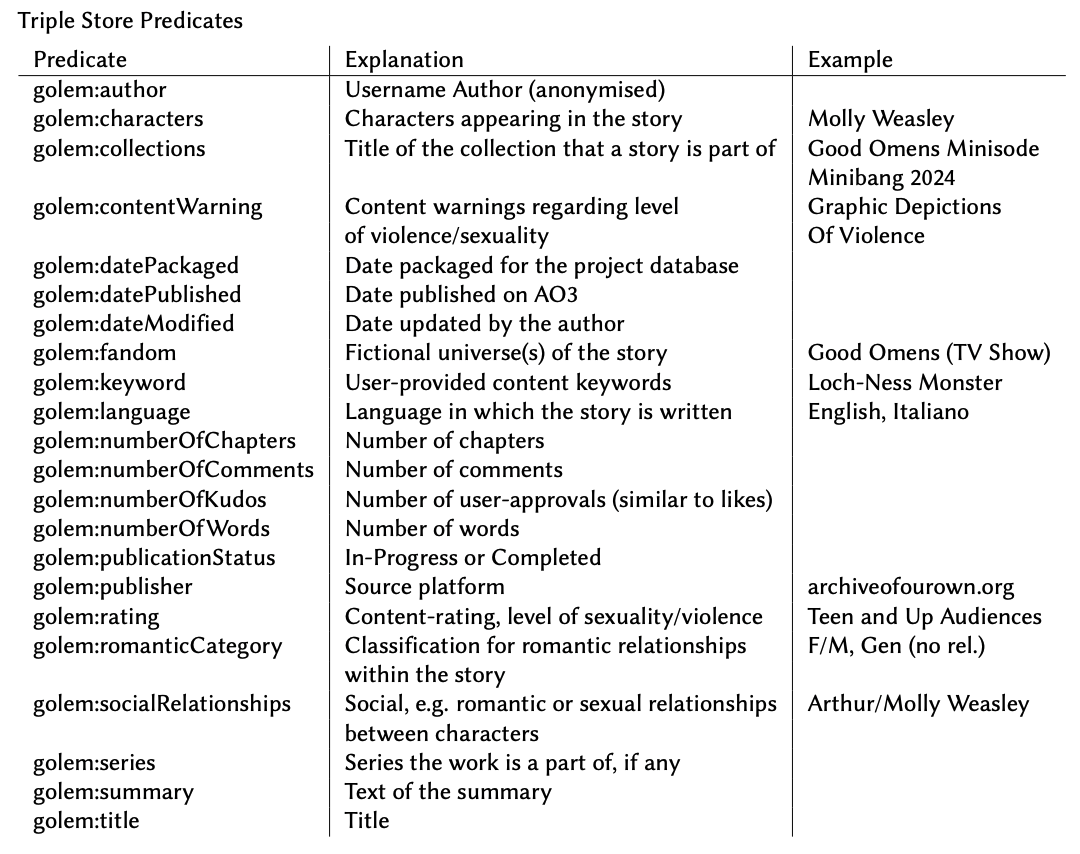 Triple Store Predicates
Predicate Explanation Example
golem:author Username Author (anonymised)
golem:characters Characters appearing in the story Molly Weasley
golem:collections Title of the collection that a story is part of Good Omens Minisode
Minibang 2024
golem:contentWarning Content warnings regarding level Graphic Depictions
of violence/sexuality Of Violence
golem:datePackaged Date packaged for the project database
golem:datePublished Date published on AO3
golem:dateModified Date updated by the author
golem:fandom Fictional universe(s) of the story Good Omens (TV Show)
golem:keyword User-provided content keywords Loch-Ness Monster
golem:language Language in which the story is written English, Italiano
golem:numberOfChapters Number of chapters
golem:numberOfComments Number of comments
golem:numberOfKudos Number of user-approvals (similar to likes)
golem:numberOfWords Number of words
golem:publicationStatus In-Progress or Completed
golem:publisher Source platform archiveofourown.org
golem:rating Content-rating, level of sexuality/violence Teen and Up Audiences
golem:romanticCategory Classification for romantic relationships F/M, Gen (no rel.)
within the story
golem:socialRelationships Social, e.g. romantic or sexual relationships Arthur/Molly Weasley
between characters
golem:series Series the work is a part of, if any
golem:summary Text of the summary
golem:title Title